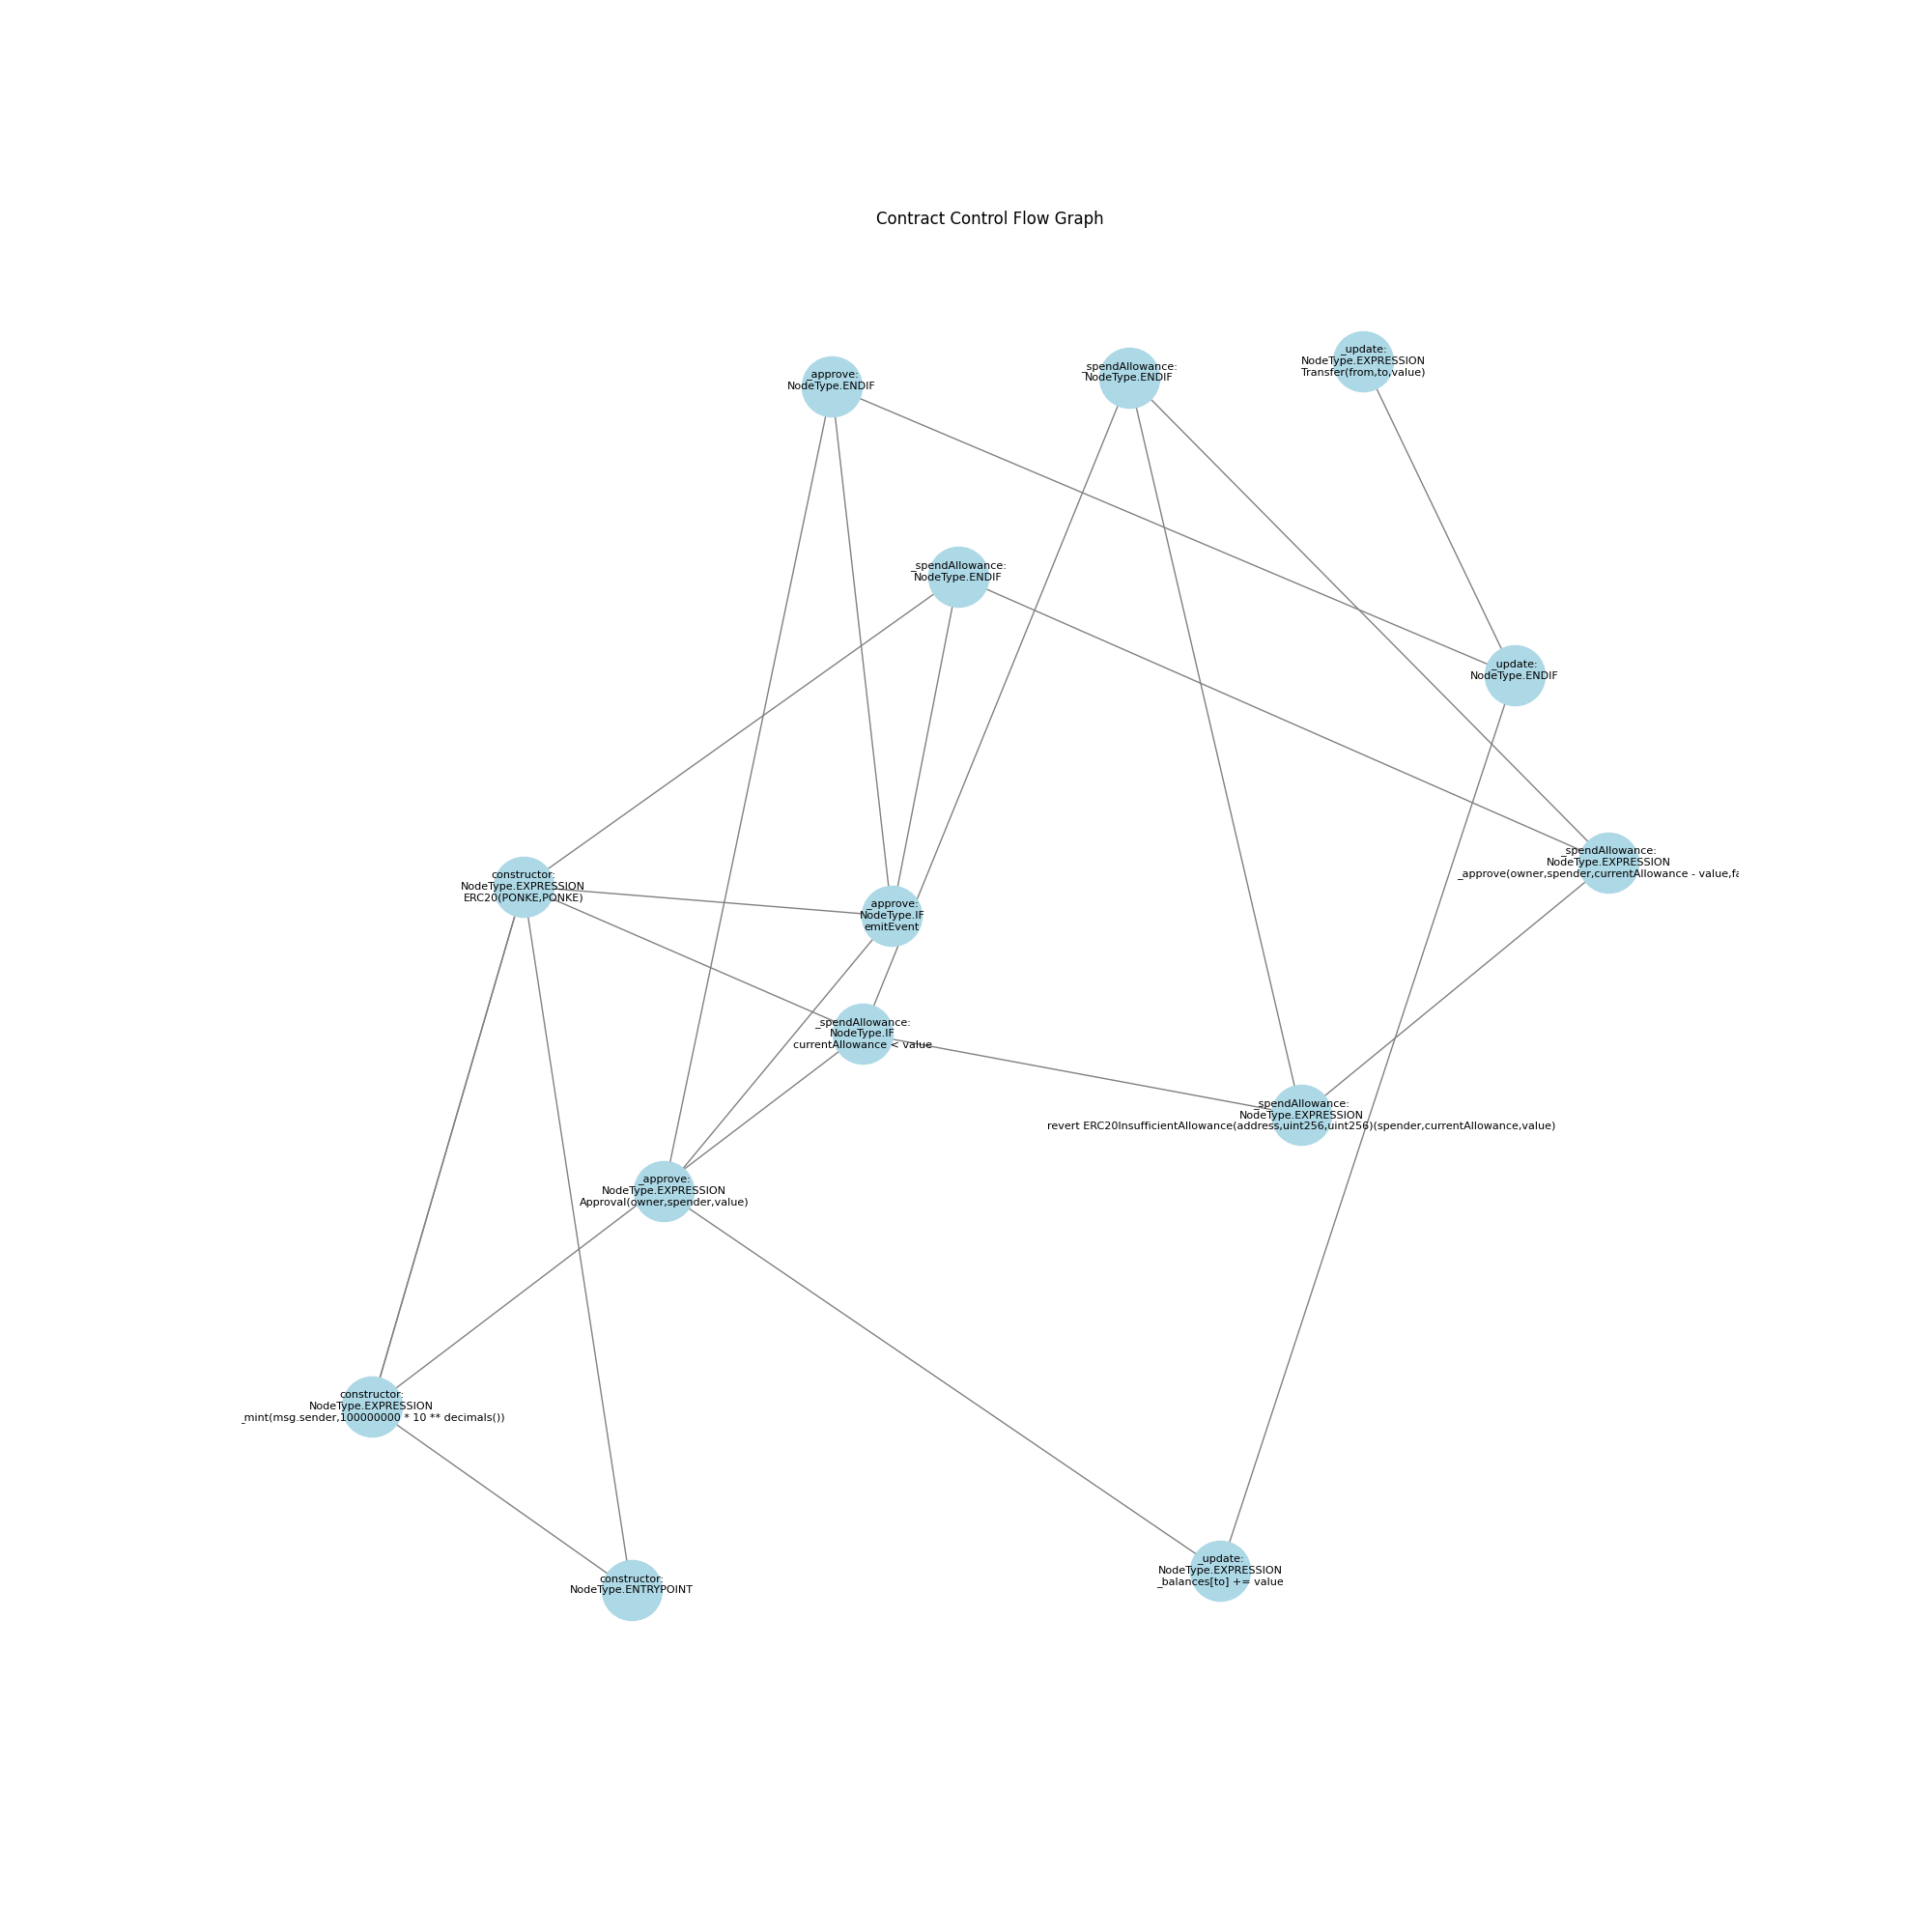 Contract Control Flow Graph
_update:
NodeType.EXPRESSION
Transfer(from,to,value)
_spendAllowance:
NodeType.ENDIF
_approve:
NodeType.ENDIF
_spendAllowance:
NodeType.ENDIF
_update:
NodeType.ENDIF
_spendAllowance:
NodeType.EXPRESSION
_approve(owner,spender,currentAllowance - value,fa
constructor:
NodeType.EXPRESSION
ERC20(PONKE,PONKE)
_approve:
NodeType.IF
emitEvent
_spendAllowance:
NodeType.IF
currentAllowance < value
_spendAllowance:
NodeType.EXPRESSION
revert ERC20InsufficientAllowance(address,uint256,uint256)(spender,currentAllowance,value)
_approve:
NodeType.EXPRESSION
Approval(owner,spender,value)
constructor:
NodeType.EXPRESSION
_mint(msg.sender,100000000 * 10 ** decimals())
_update:
NodeType.EXPRESSION
_balances[to] += value
constructor:
NodeType.ENTRYPOINT